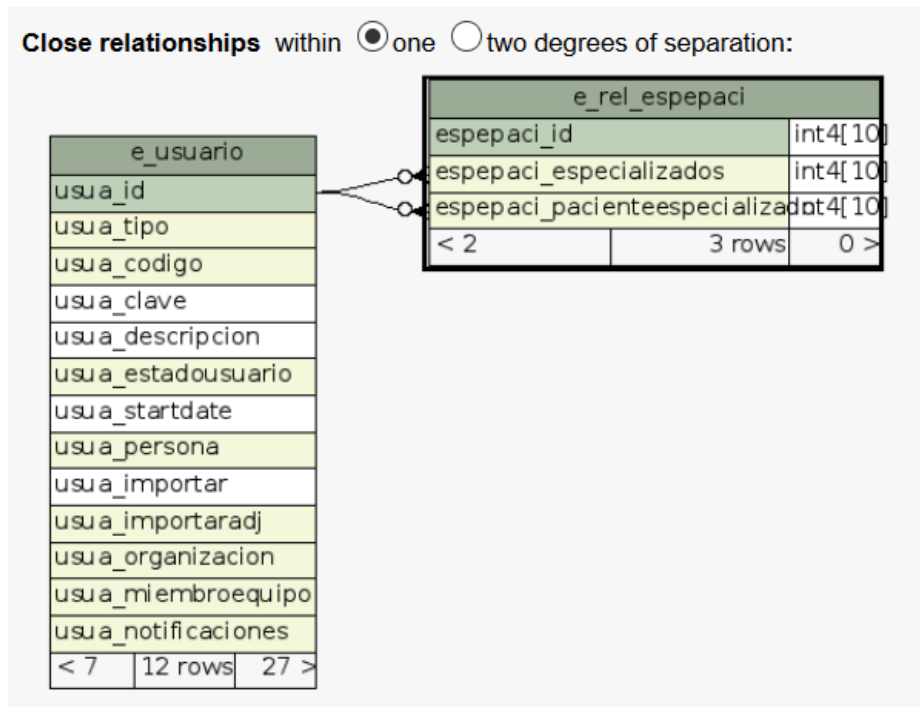 Close relationships within one two degrees of separation:
e_rel_espepaci
espepaci_id int4[10]
espepaci_especializados int4[10]
espepaci_pacienteespecializado int4[10]
< 2 3 rows 0 >
e_usuario
usua_id
usua_tipo
usua_codigo
usua_clave
usua_descripcion
usua_estadousuario
usua_startdate
usua_persona
usua_importar
usua_importaradj
usua_organizacion
usua_miembroequipo
usua_notificaciones
< 7 12 rows 27 >